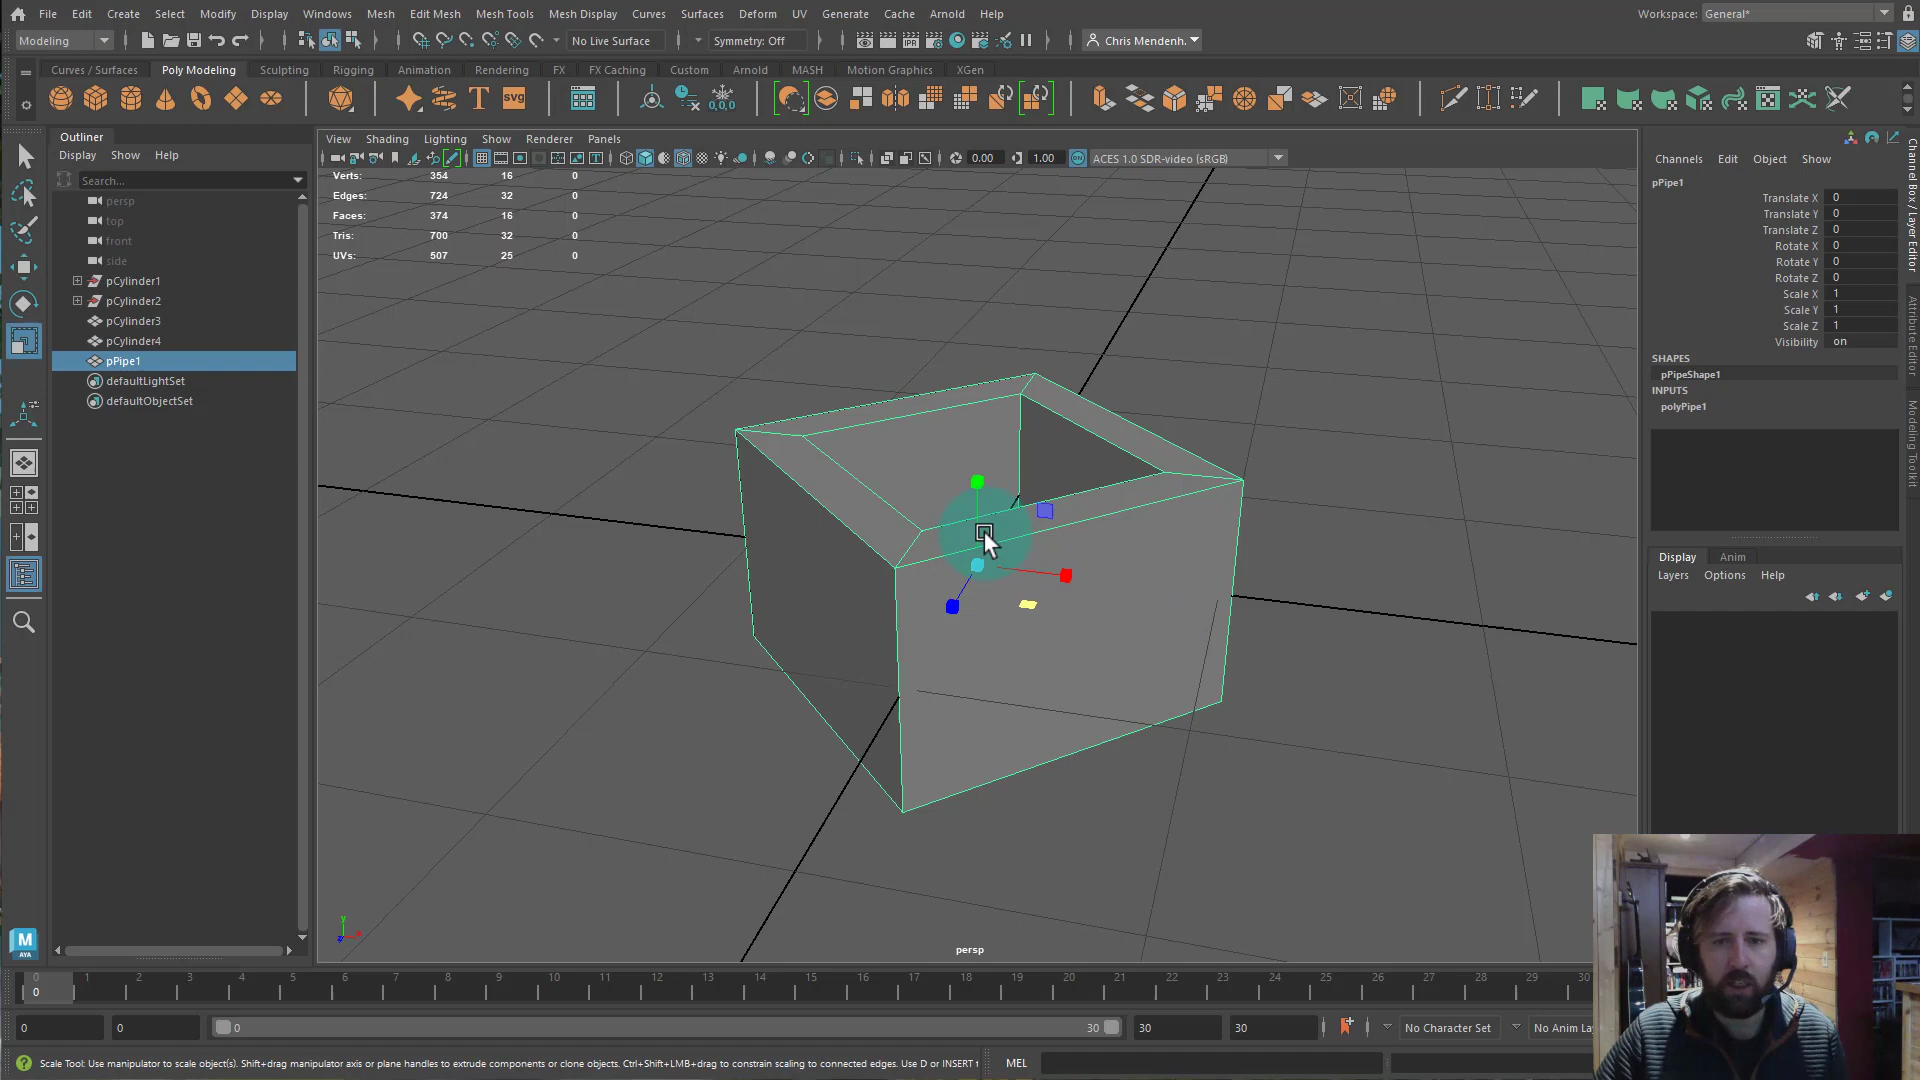 File Edit Create Select Modify Display Windows Mesh Edit Mesh Mesh Tools Mesh Display Curves Surfaces Deform UV Generate Cache Arnold Help
Workspace: General*
Modeling
No Live Surface
Symmetry: Off
IPR
Chris Mendenh.
Curves / Surfaces Poly Modeling Sculpting Rigging Animation Rendering FX FX Caching Custom Arnold MASH Motion Graphics XGen
T
SVG
0,0,0
Outliner
Display Show Help
Search...
persp
top
front
side
pCylinder1
pCylinder2
pCylinder3
pCylinder4
pPipe1
defaultLightSet
defaultObjectSet
View Shading Lighting Show Renderer Panels
0.00
1.00
ON
ACES 1.0 SDR-video (sRGB)
Verts: 354 16 0
Edges: 724 32 0
Faces: 374 16 0
Tris: 700 32 0
UVs: 507 25 0
y
persp
Channels Edit Object Show
pPipe1
Translate X 0
Translate Y 0
Translate Z 0
Rotate X 0
Rotate Y 0
Rotate Z 0
Scale X 1
Scale Y 1
Scale Z 1
Visibility on
SHAPES
pPipeShape1
INPUTS
polyPipe1
Channel Box / Layer Editor
Attribute Editor
Modeling Toolkit
Display Anim
Layers Options Help
M
AYA
0 1 2 3 4 5 6 7 8 9 10 11 12 13 14 15 16 17 18 19 20 21 22 23 24 25 26 27 28 29 30
0
0
0
0
30
30
30
No Character Set
No Anim La
Scale Tool: Use manipulator to scale object(s). Shift+drag manipulator axis or plane handles to extrude components or clone objects. Ctrl+Shift+LMB+drag to constrain scaling to connected edges. Use D or INSERT
MEL